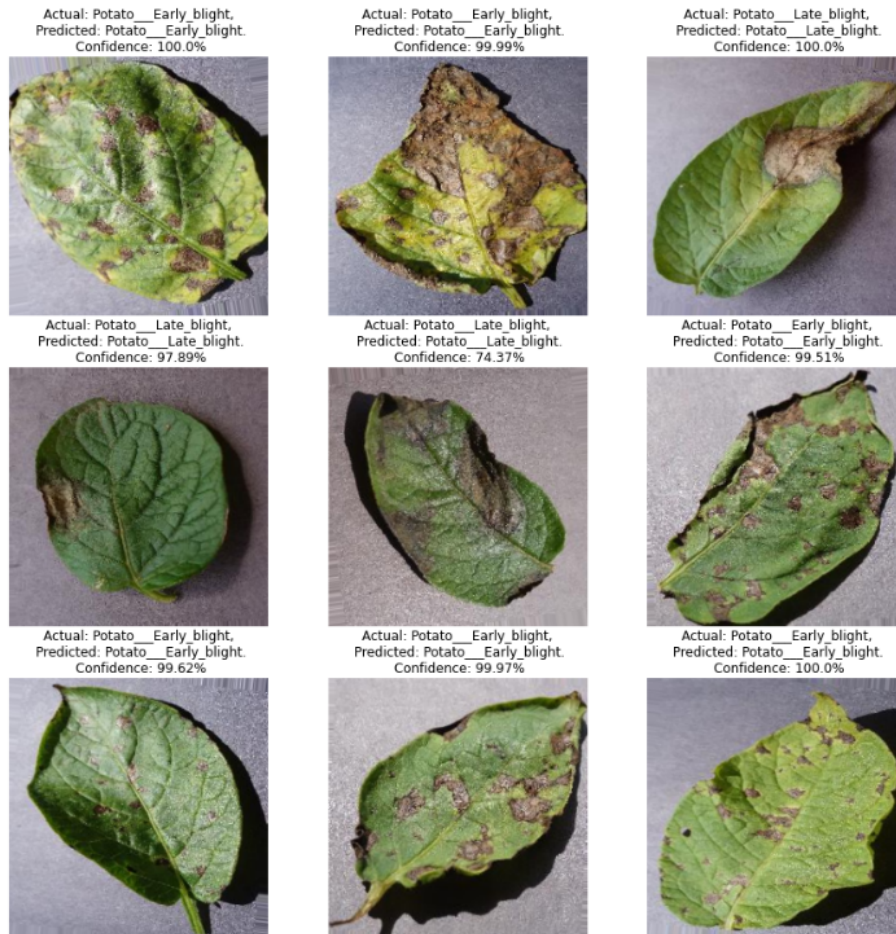 Actual: Potato___Early_blight,
Predicted: Potato___Early_blight.
Confidence: 100.0%
Actual: Potato___Early_blight,
Predicted: Potato___Early_blight.
Confidence: 99.99%
Actual: Potato___Late_blight,
Predicted: Potato___Late_blight.
Confidence: 100.0%
Actual: Potato___Late_blight,
Predicted: Potato___Late_blight.
Confidence: 97.89%
Actual: Potato___Late_blight,
Predicted: Potato___Late_blight.
Confidence: 74.37%
Actual: Potato___Early_blight,
Predicted: Potato___Early_blight.
Confidence: 99.51%
Actual: Potato___Early_blight,
Predicted: Potato___Early_blight.
Confidence: 99.62%
Actual: Potato___Early_blight,
Predicted: Potato___Early_blight.
Confidence: 99.97%
Actual: Potato___Early_blight,
Predicted: Potato___Early_blight.
Confidence: 100.0%